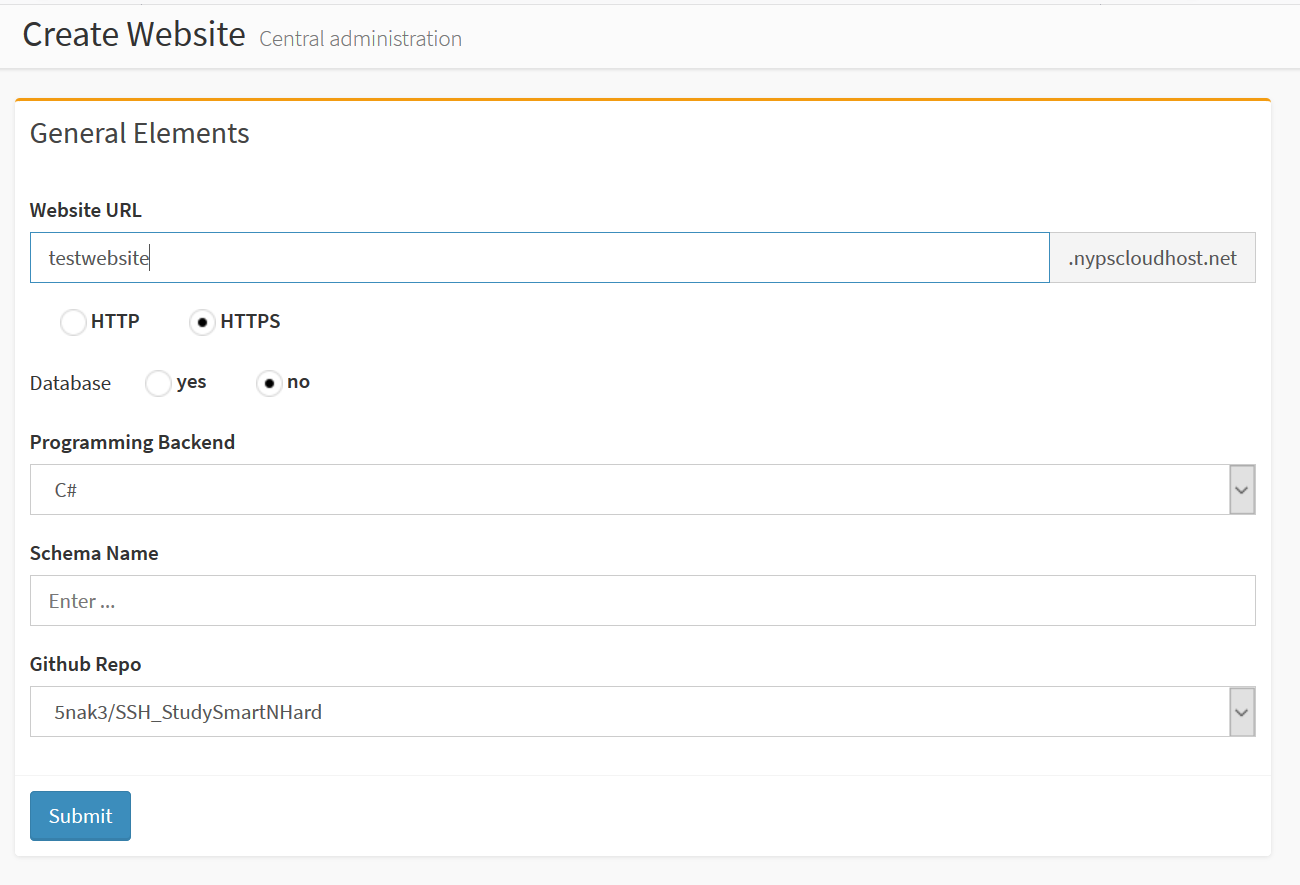 Create Website Central administration
General Elements
Website URL
testwebsite .nypscloudhost.net
HTTP HTTPS
Database yes no
Programming Backend
C#
Schema Name
Enter ...
Github Repo
5nak3/SSH_StudySmartNHard
Submit